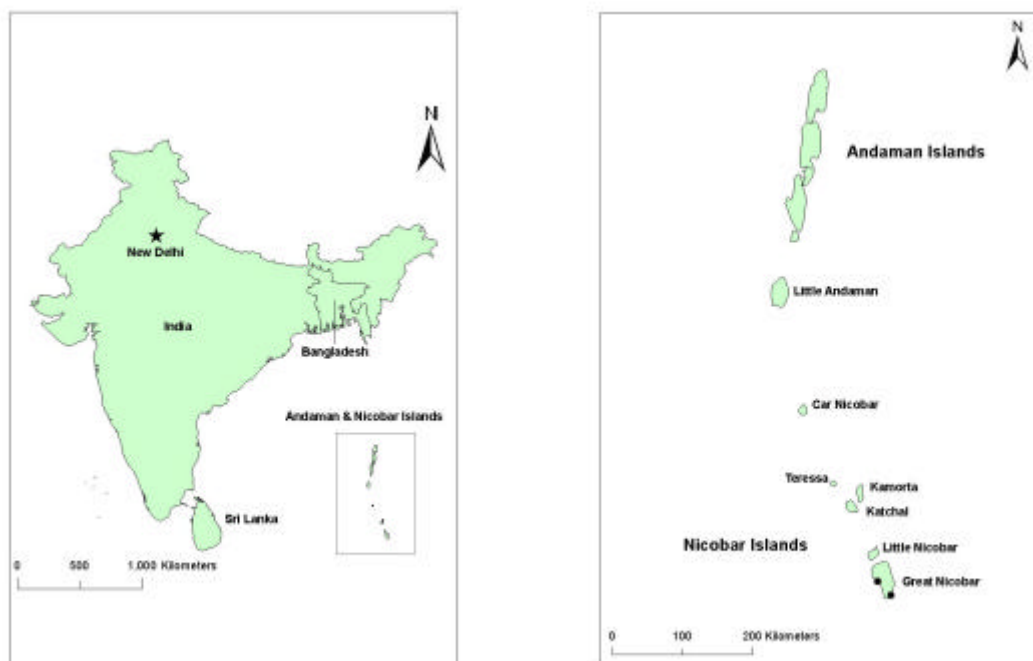 N
New Delhi
India
Bangladesh
Andaman & Nicobar Islands
Sri Lanka
0 500 1,000 Kilometers
N
Andaman Islands
Little Andaman
Car Nicobar
Teressa
Kamorta
Katchal
Nicobar Islands
Little Nicobar
Great Nicobar
0 100 200 Kilometers